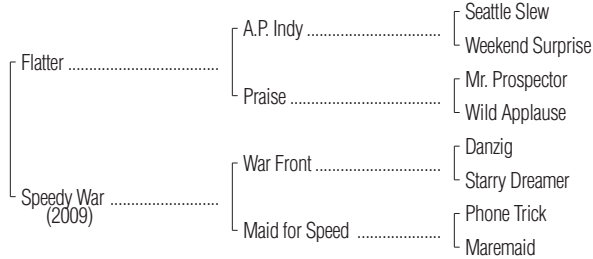 Seattle Slew
A.P. Indy ................................
Weekend Surprise
Flatter ....................................
Mr. Prospector
Praise ....................................
Wild Applause
Danzig
War Front ..............................
Starry Dreamer
Speedy War ..........................
(2009)
Phone Trick
Maid for Speed ....................
Maremaid